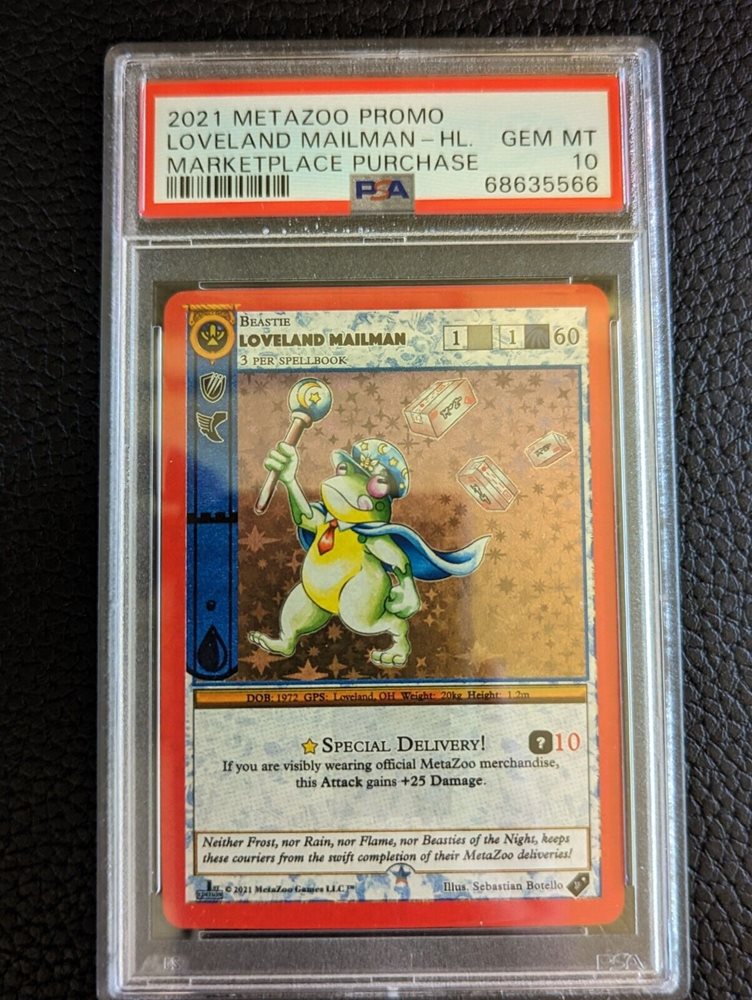 2021 METAZOO PROMO
LOVELAND MAILMAN - HL. GEM MT
MARKETPLACE PURCHASE 10
PSA 68635566
BEASTIE
LOVELAND MAILMAN 1 1 60
3 PER SPELLBOOK
DOB: 1972 GPS: Loveland, OH Weight: 20kg Height: 1.2m
SPECIAL DELIVERY! ? 10
If you are visibly wearing official MetaZoo merchandise,
this Attack gains +25 Damage.
Neither Frost, nor Rain, nor Flame, nor Beasties of the Night, keeps
these couriers from the swift completion of their MetaZoo deliveries!
1st EDITION © 2021 MetaZoo Games LLC ™ Illus. Sebastian Botello
PSA